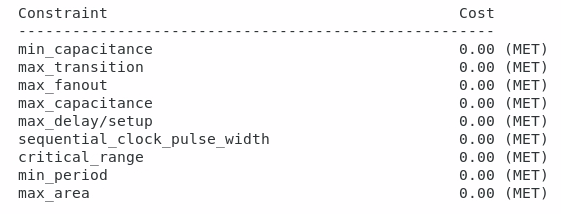 Constraint                                       Cost
-----------------------------------------------------
min_capacitance                                  0.00 (MET)
max_transition                                   0.00 (MET)
max_fanout                                       0.00 (MET)
max_capacitance                                  0.00 (MET)
max_delay/setup                                  0.00 (MET)
sequential_clock_pulse_width                     0.00 (MET)
critical_range                                   0.00 (MET)
min_period                                       0.00 (MET)
max_area                                         0.00 (MET)